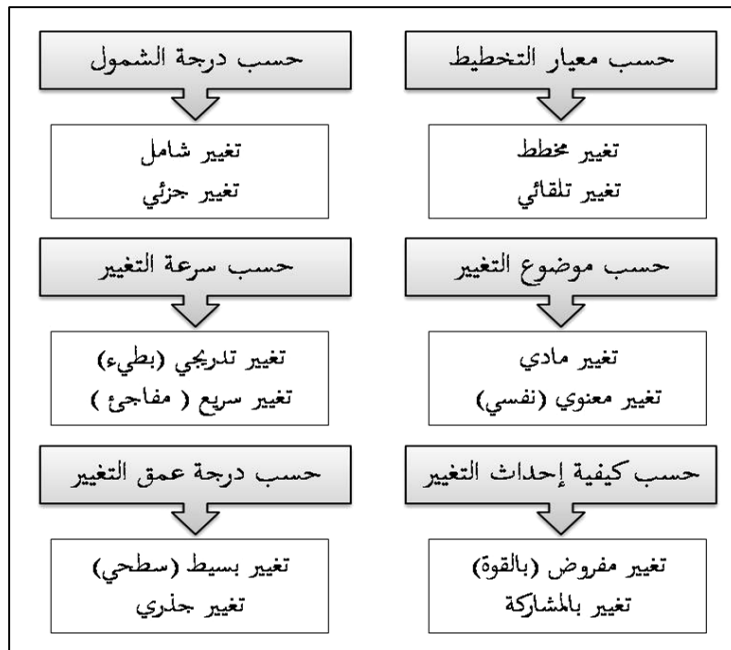 حسب معيار التخطيط
تغيير مخطط
تغيير تلقائي
حسب درجة الشمول
تغيير شامل
تغيير جزئي
حسب موضوع التغيير
تغيير مادي
تغيير معنوي (نفسي)
حسب سرعة التغيير
تغيير تدريجي (بطيء)
تغيير سريع ( مفاجئ )
حسب كيفية إحداث التغيير
تغيير مفروض (بالقوة)
تغيير بالمشاركة
حسب درجة عمق التغيير
تغيير بسيط (سطحي)
تغيير جذري